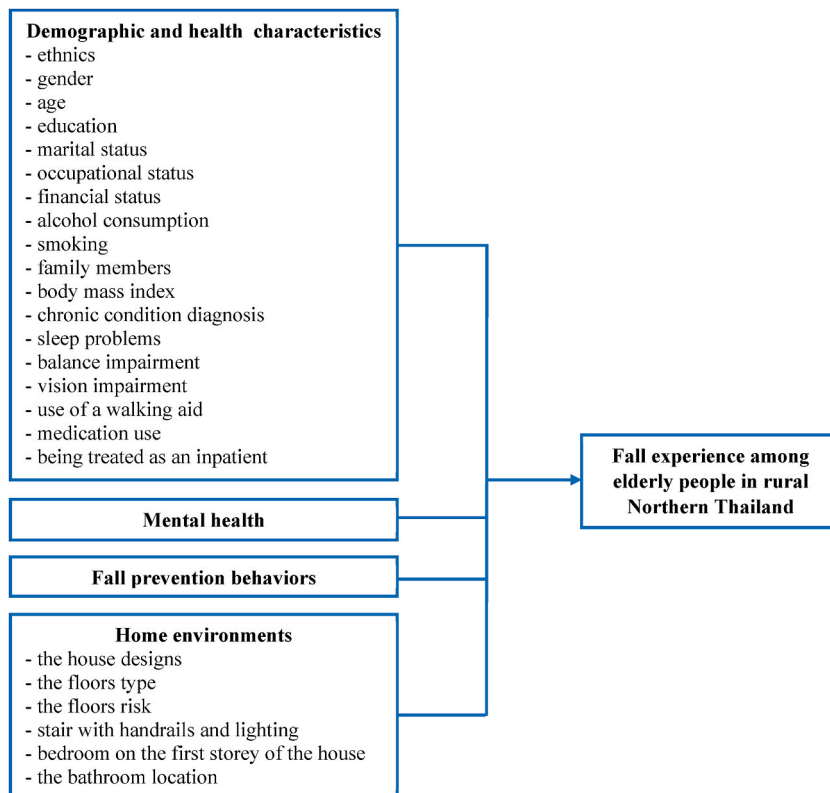 Demographic and health characteristics
- ethnics
- gender
- age
- education
- marital status
- occupational status
- financial status
- alcohol consumption
- smoking
- family members
- body mass index
- chronic condition diagnosis
- sleep problems
- balance impairment
- vision impairment
- use of a walking aid
- medication use
- being treated as an inpatient
Mental health
Fall prevention behaviors
Home environments
- the house designs
- the floors type
- the floors risk
- stair with handrails and lighting
- bedroom on the first storey of the house
- the bathroom location
Fall experience among
elderly people in rural
Northern Thailand